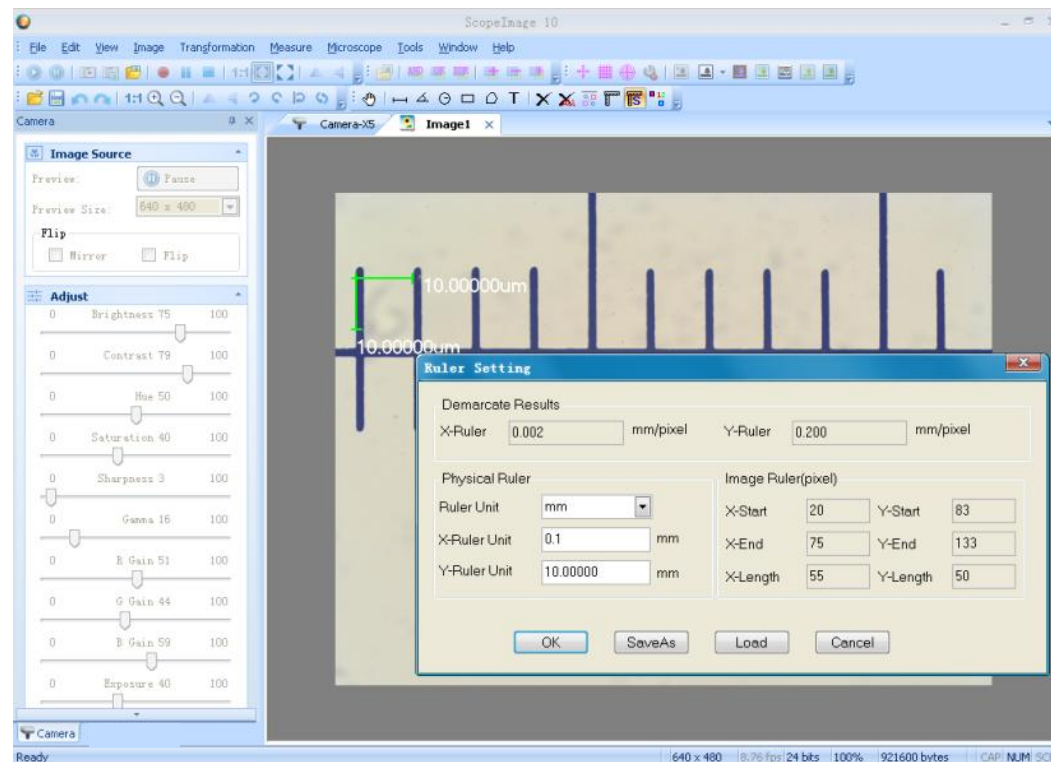 ScopeImage 10
File Edit View Image Transformation Measure Microscope Tools Window Help
1:1
1:1 T S
Camera
Camera-X5 Image1
Image Source
Preview: Pause
Preview Size: 640 x 480
Flip
Mirror Flip
Adjust
0 Brightness 75 100
0 Contrast 79 100
0 Hue 50 100
0 Saturation 40 100
0 Sharpness 3 100
0 Gamma 16 100
0 R Gain 51 100
0 G Gain 44 100
0 B Gain 59 100
0 Exposure 40 100
Camera
10.00000um
10.00000um
Ruler Setting
Demarcate Results
X-Ruler 0.002 mm/pixel Y-Ruler 0.200 mm/pixel
Physical Ruler Image Ruler(pixel)
Ruler Unit mm X-Start 20 Y-Start 83
X-Ruler Unit 0.1 mm X-End 75 Y-End 133
Y-Ruler Unit 10.00000 mm X-Length 55 Y-Length 50
OK SaveAs Load Cancel
Ready 640 x 480 8.76 fps 24 bits 100% 921600 bytes CAP NUM